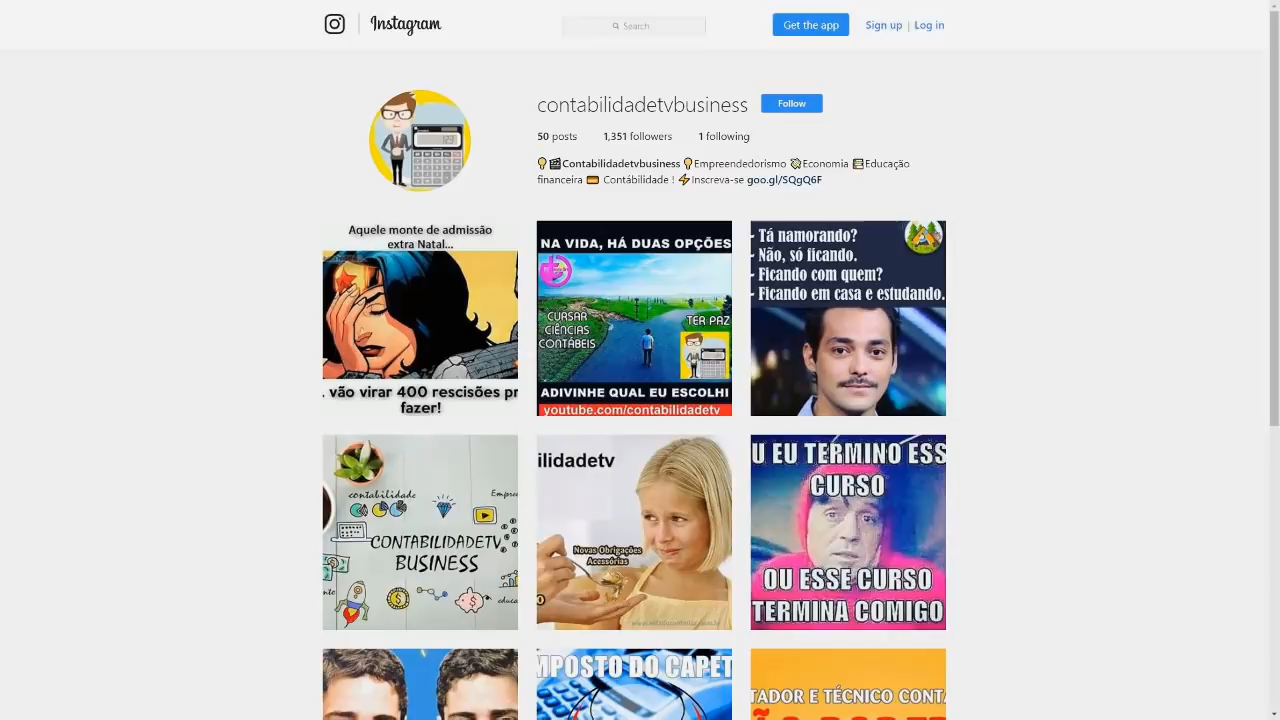 Instagram
Search
Get the app
Sign up | Log in
contabilidadetvbusiness
Follow
50 posts
1,351 followers
1 following
Contabilidadetvbusiness Empreendedorismo Economia Educação
financeira Contábilidade ! Inscreva-se goo.gl/SQgQ6F
Aquele monte de admissão
extra Natal...
. vão virar 400 rescisões pr
fazer!
NA VIDA, HÁ DUAS OPÇÕES
CURSAR
CIÊNCIAS
CONTÁBEIS
TER PAZ
ADIVINHE QUAL EU ESCOLHI
youtube.com/contabilidadetv
- Tá namorando?
- Não, só ficando.
- Ficando com quem?
- Ficando em casa e estudando.
contabilidade
Empre
CONTABILIDADETV
BUSINESS
educa
ilidadetv
Novas Obrigações
Acessórias
U EU TERMINO ESS
CURSO
OU ESSE CURSO
TERMINA COMIGO
MPOSTO DO CAPET
TADOR E TÉCNICO CONTA